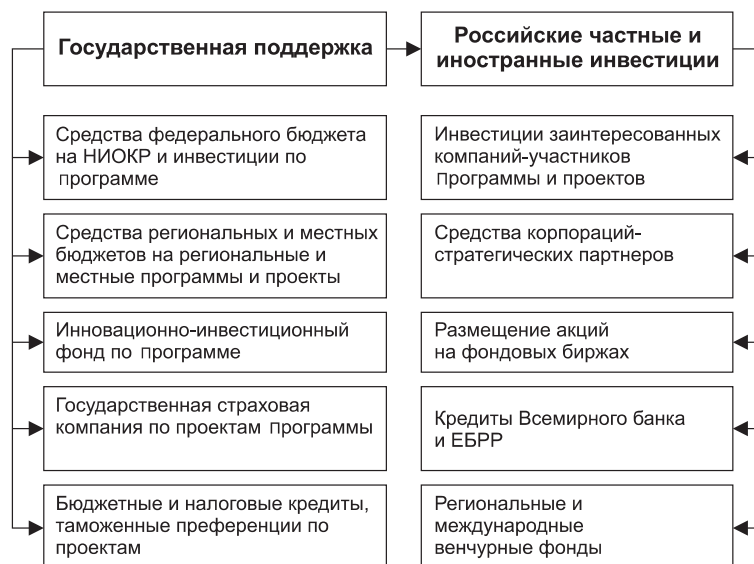 Государственная поддержка
Российские частные и
иностранные инвестиции
Средства федерального бюджета
на НИОКР и инвестиции по
программе
Инвестиции заинтересованных
компаний-участников
программы и проектов
Средства региональных и местных
бюджетов на региональные и
местные программы и проекты
Средства корпораций-
стратегических партнеров
Инновационно-инвестиционный
фонд по программе
Размещение акций
на фондовых биржах
Государственная страховая
компания по проектам программы
Кредиты Всемирного банка
и ЕБРР
Бюджетные и налоговые кредиты,
таможенные преференции по
проектам
Региональные и
международные
венчурные фонды